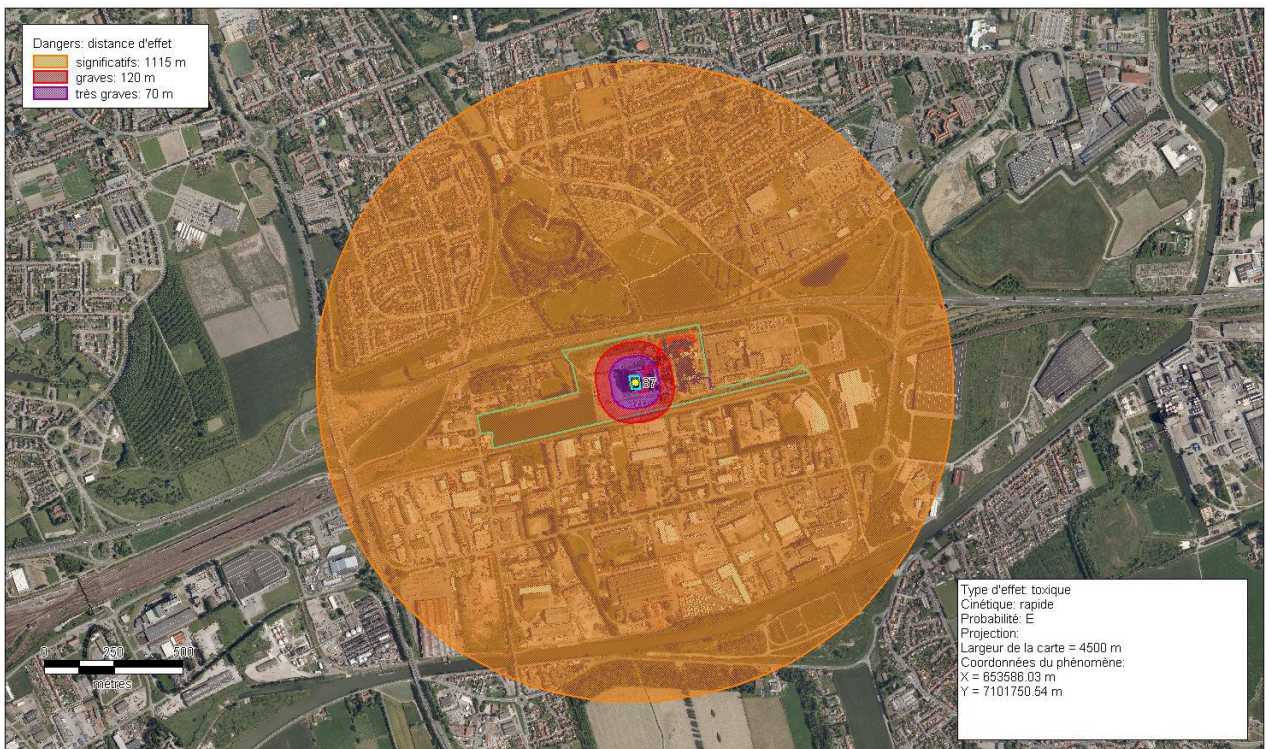 Dangers: distance d'effet
significatifs: 1115 m
graves: 120 m
très graves: 70 m
B7
0 250 500
mètres
Type d'effet: toxique
Cinétique: rapide
Probabilité: E
Projection:
Largeur de la carte = 4500 m
Coordonnées du phénomène:
X = 653586.03 m
Y = 7101750.54 m